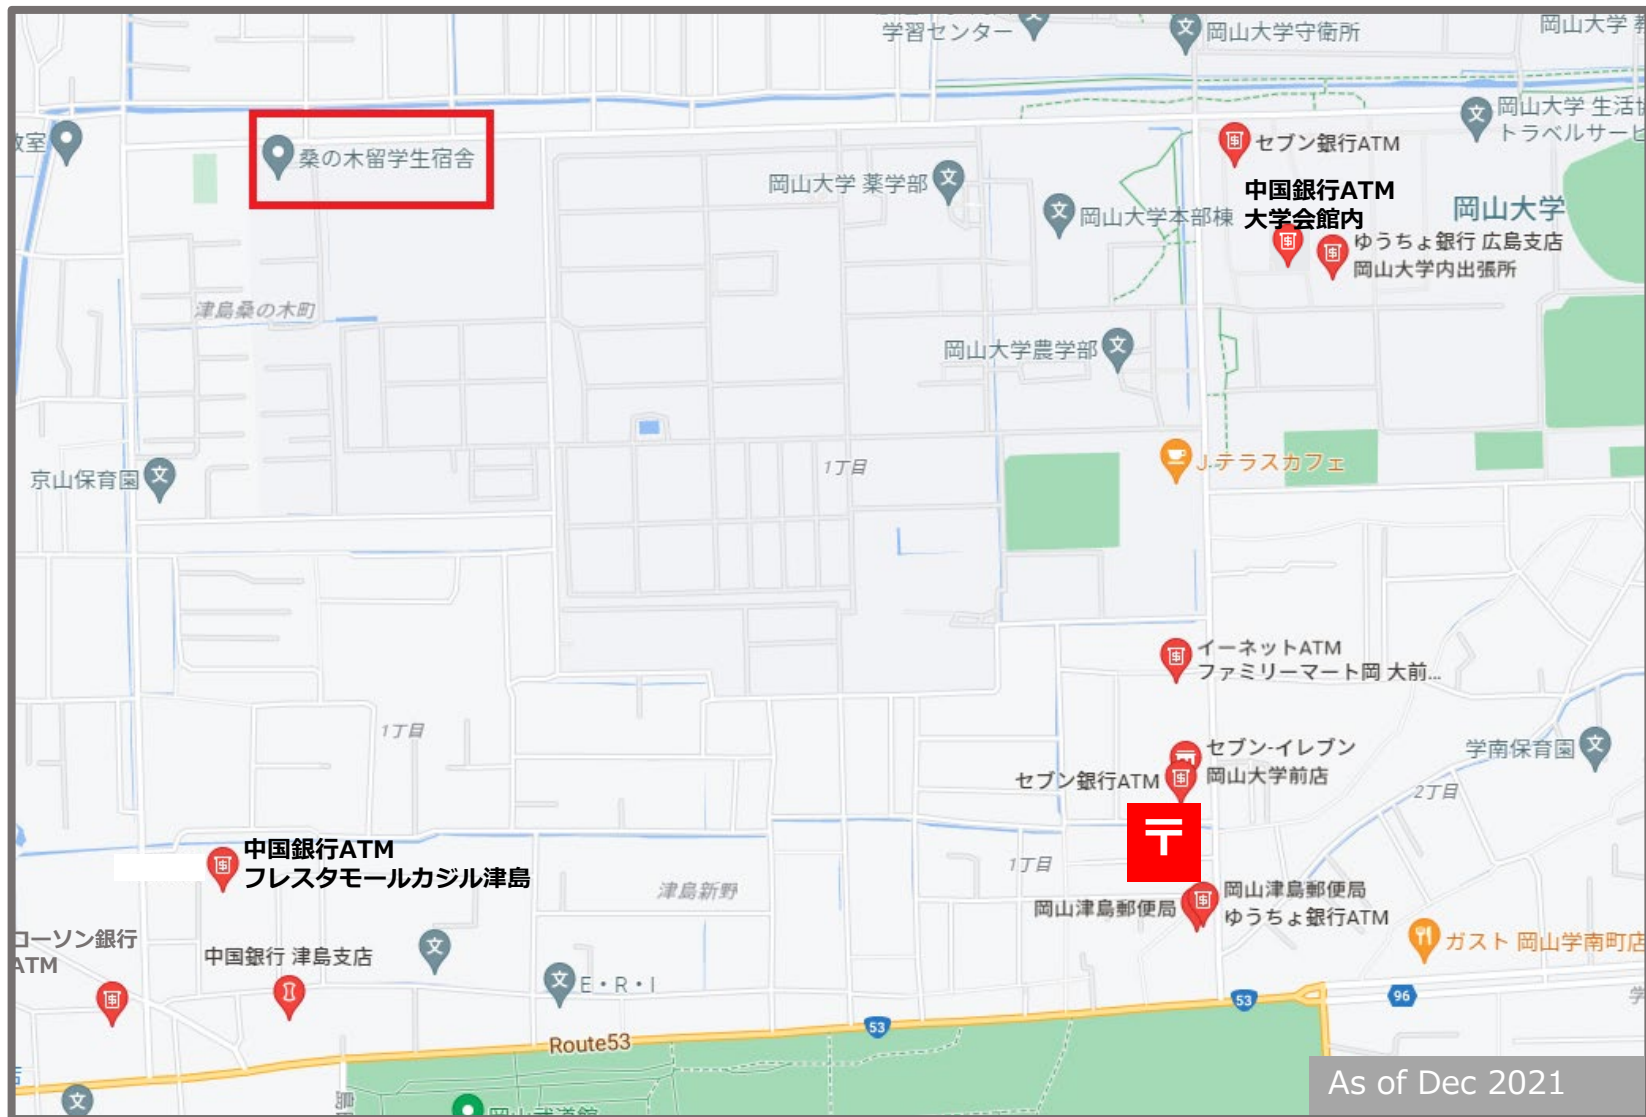 学習センター
岡山大学守衛所
岡山大学
桑の木留学生宿舎
岡山大学 薬学部
岡山大学本部棟
セブン銀行ATM
中国銀行ATM
大学会館内
岡山大学
ゆうちょ銀行 広島支店
岡山大学内出張所
岡山大学 生活
トラベルサービ
津島桑の木町
岡山大学農学部
京山保育園
1丁目
J.テラスカフェ
イーネットATM
ファミリーマート岡 大前...
1丁目
セブン-イレブン
岡山大学前店
セブン銀行ATM
学南保育園
2丁目
〒
中国銀行ATM
フレスタモールカジル津島
津島新野
1丁目
岡山津島郵便局
岡山津島郵便局
ゆうちょ銀行ATM
ローソン銀行
ATM
中国銀行 津島支店
E・R・I
ガスト 岡山学南町店
53
96
53
Route53
岡山武道館
As of Dec 2021